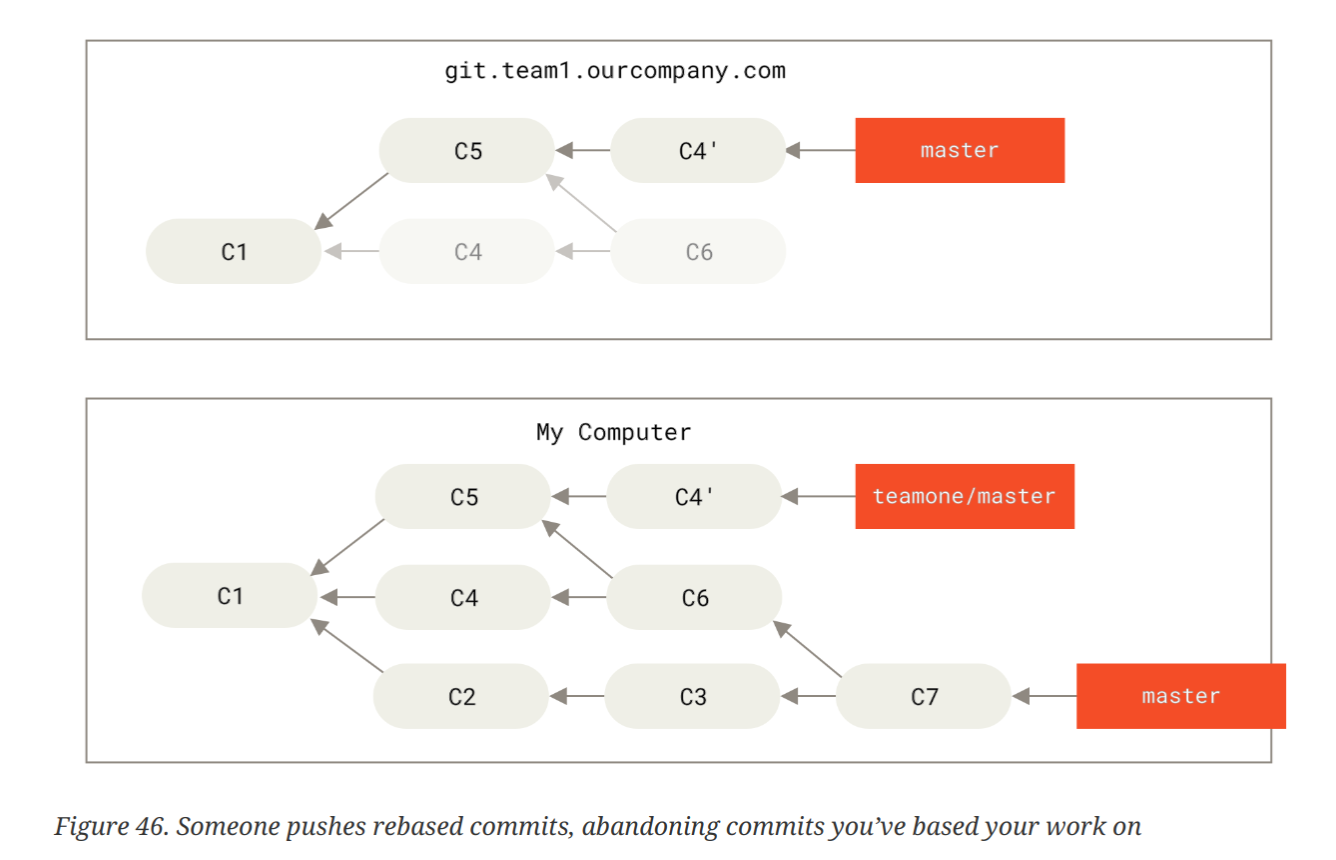 git.team1.ourcompany.com
C5 C4' master
C1 C4 C6
My Computer
C5 C4' teamone/master
C1 C4 C6
C2 C3 C7 master
Figure 46. Someone pushes rebased commits, abandoning commits you’ve based your work on